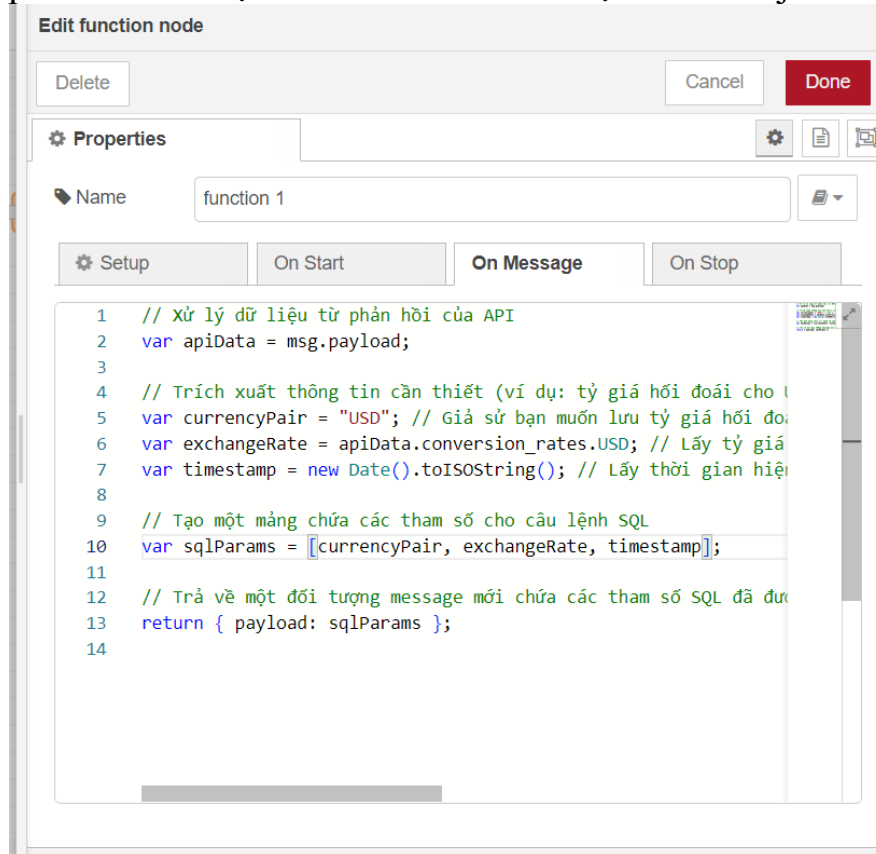 Edit function node
Delete
Cancel
Done
Properties
Name
function 1
Setup
On Start
On Message
On Stop
1 // Xử lý dữ liệu từ phản hồi của API
2 var apiData = msg.payload;
3
4 // Trích xuất thông tin cần thiết (ví dụ: tỷ giá hối đoái cho
5 var currencyPair = "USD"; // Giả sử bạn muốn lưu tỷ giá hối
6 var exchangeRate = apiData.conversion_rates.USD; // Lấy tỷ giá
7 var timestamp = new Date().toISOString(); // Lấy thời gian
8
9 // Tạo một mảng chứa các tham số cho câu lệnh SQL
10 var sqlParams = [currencyPair, exchangeRate, timestamp];
11
12 // Trả về một đối tượng message mới chứa các tham số SQL đã
13 return { payload: sqlParams };
14